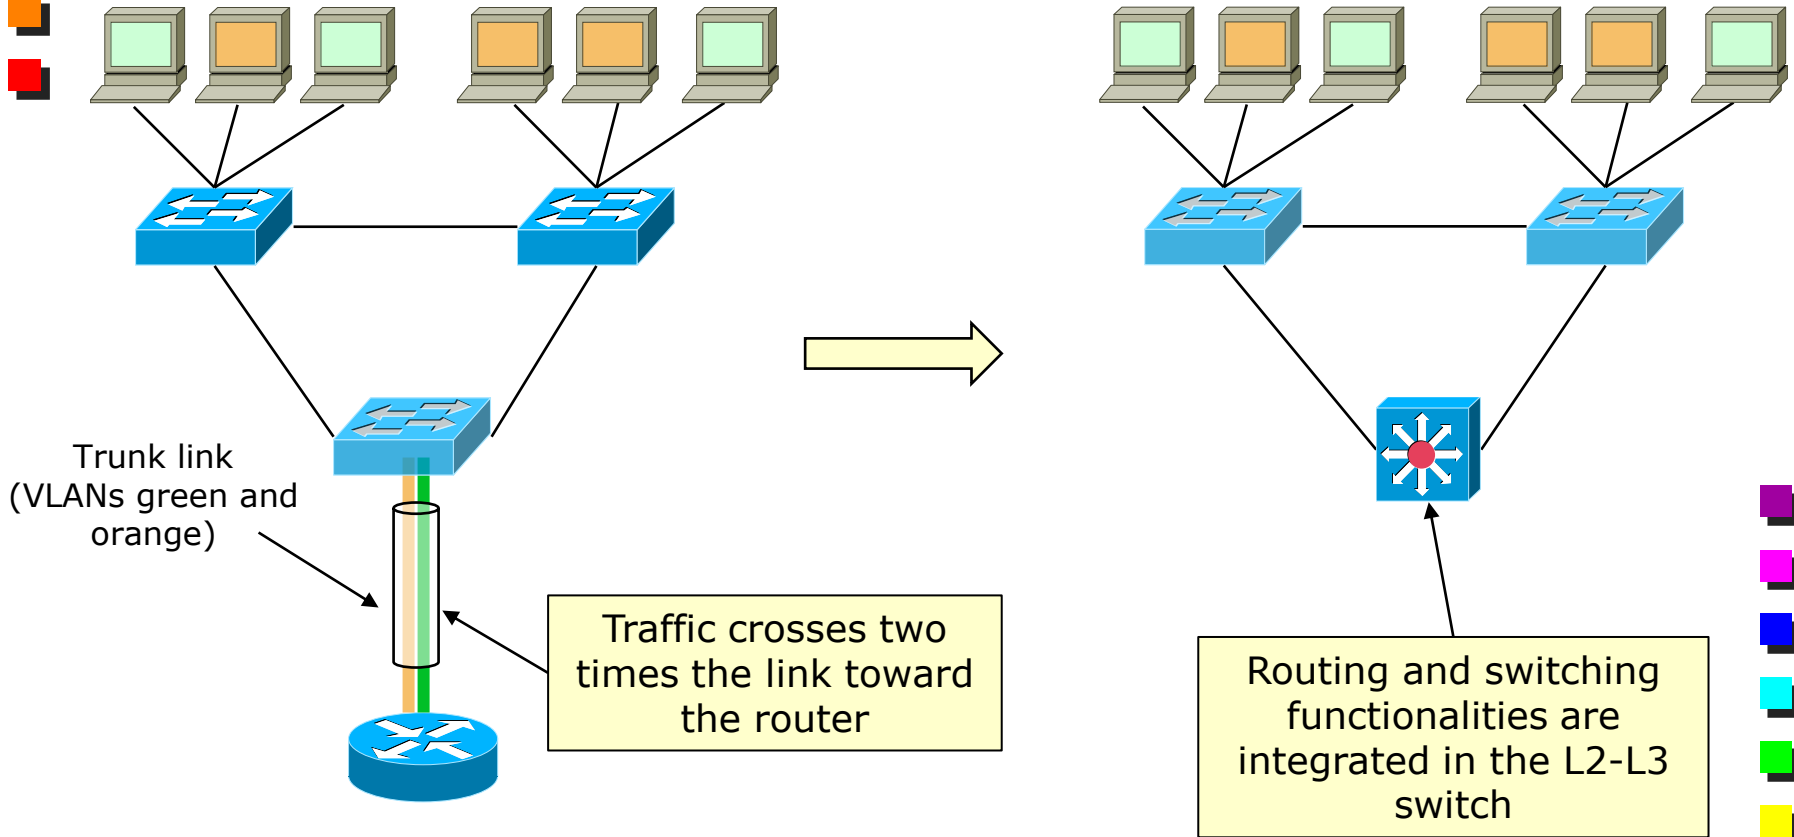 Trunk link
(VLANs green and
orange)
Traffic crosses two
times the link toward
the router
Routing and switching
functionalities are
integrated in the L2-L3
switch